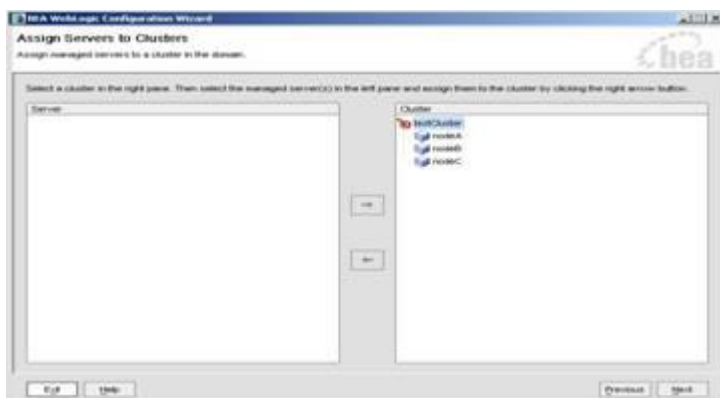 BEA WebLogic Configuration Wizard
Assign Servers to Clusters
Assign managed servers to a cluster in the domain.
bea
Select a cluster in the right pane. Then select the managed server(s) in the left pane and assign them to the cluster by clicking the right arrow button.
Server
Cluster
testCluster
nodeA
nodeB
nodeC
Exit
Help
Previous
Next